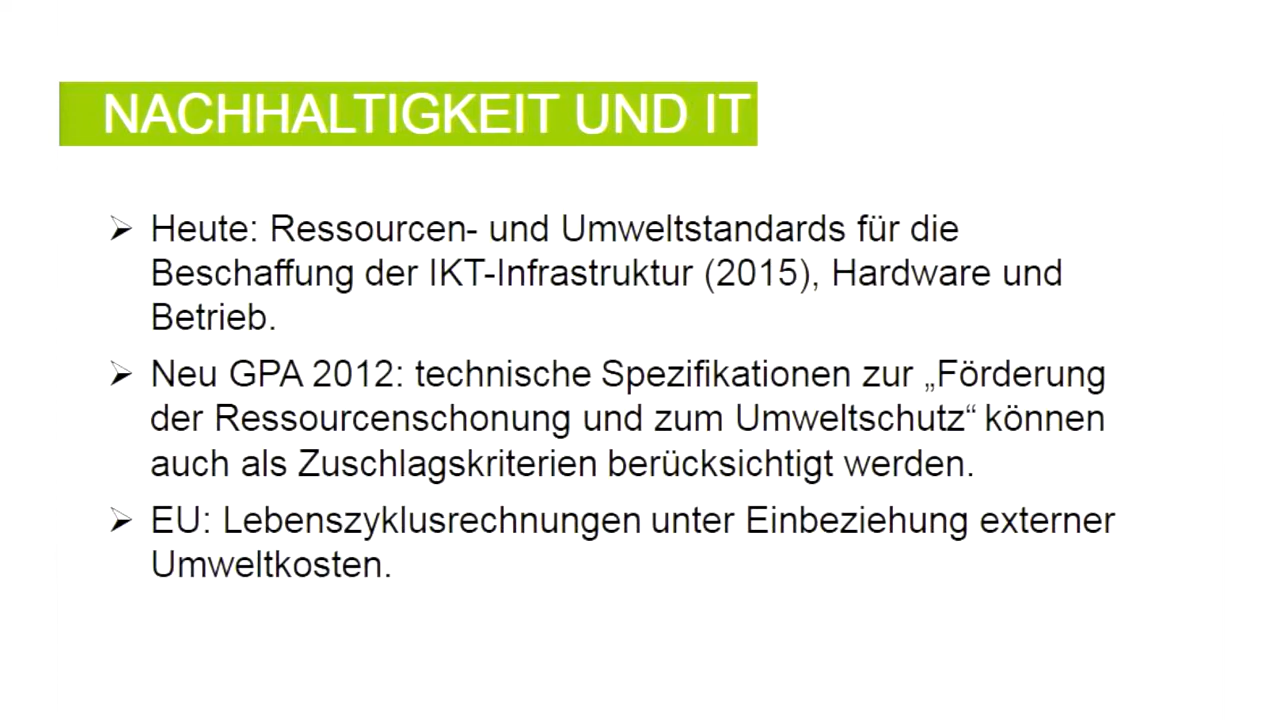 NACHHALTIGKEIT UND IT
➢ Heute: Ressourcen- und Umweltstandards für die
Beschaffung der IKT-Infrastruktur (2015), Hardware und
Betrieb.
➢ Neu GPA 2012: technische Spezifikationen zur „Förderung
der Ressourcenschonung und zum Umweltschutz“ können
auch als Zuschlagskriterien berücksichtigt werden.
➢ EU: Lebenszyklusrechnungen unter Einbeziehung externer
Umweltkosten.